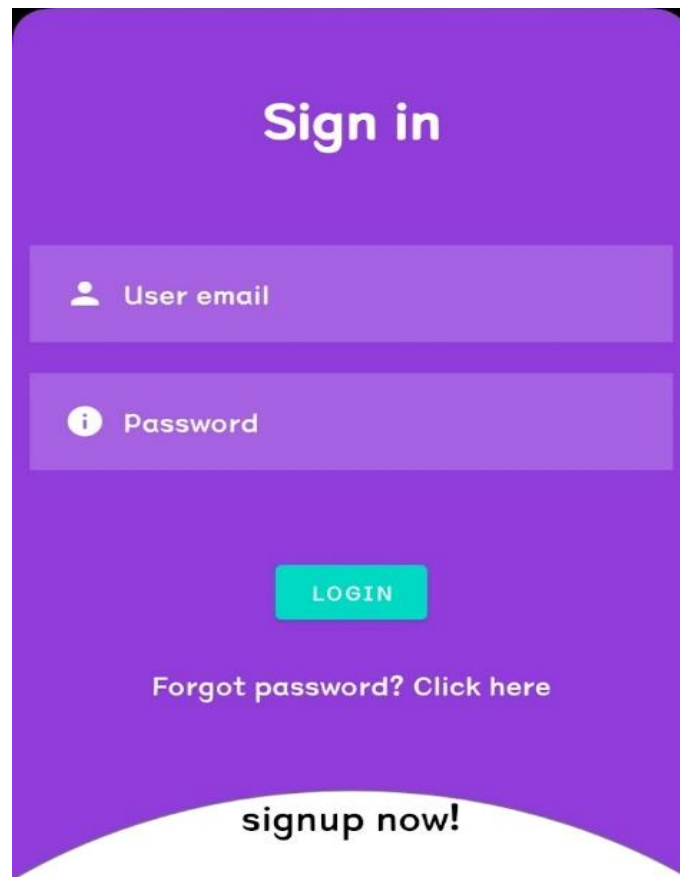 Sign in
User email
Password
LOGIN
Forgot password? Click here
signup now!